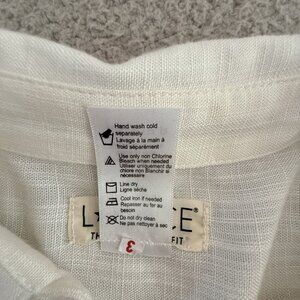 Hand wash cold
separately
Lavage à la main à
froid séparément
Use only non Chlorine
Bleach when needed
Utiliser uniquement du
chlore non Blanchir si
nécessaire
Line dry
Ligne sèche
Cool iron if needed
Repasser au fer au
besoin
Do not dry clean
Ne pas retoyer à sec
3